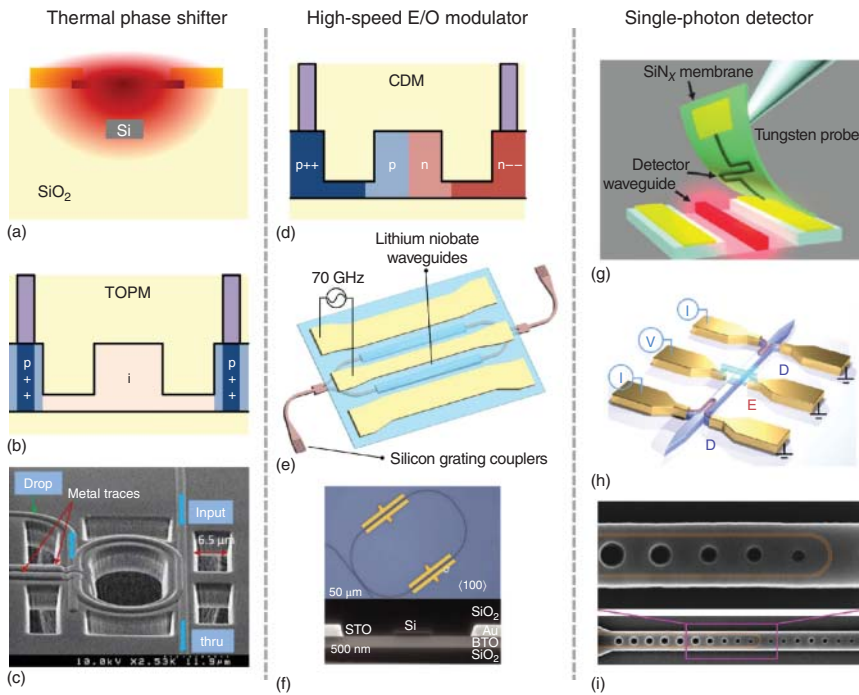 Thermal phase shifter
High-speed E/O modulator
Single-photon detector
Si
SiO2
(a)
TOPM
p++
i
p++
(b)
Drop
Metal traces
Input
6.5 μm
thru
10.0kV X2.53K 11.9μm
(c)
CDM
p++
p
n
n−−
(d)
Lithium niobate
waveguides
70 GHz
(e)
Silicon grating couplers
50 μm
⟨100⟩
SiO2
STO
Si
Au
BTO
500 nm
SiO2
(f)
SiNX membrane
Tungsten probe
Detector
waveguide
(g)
I
V
I
D
E
D
(h)
(i)